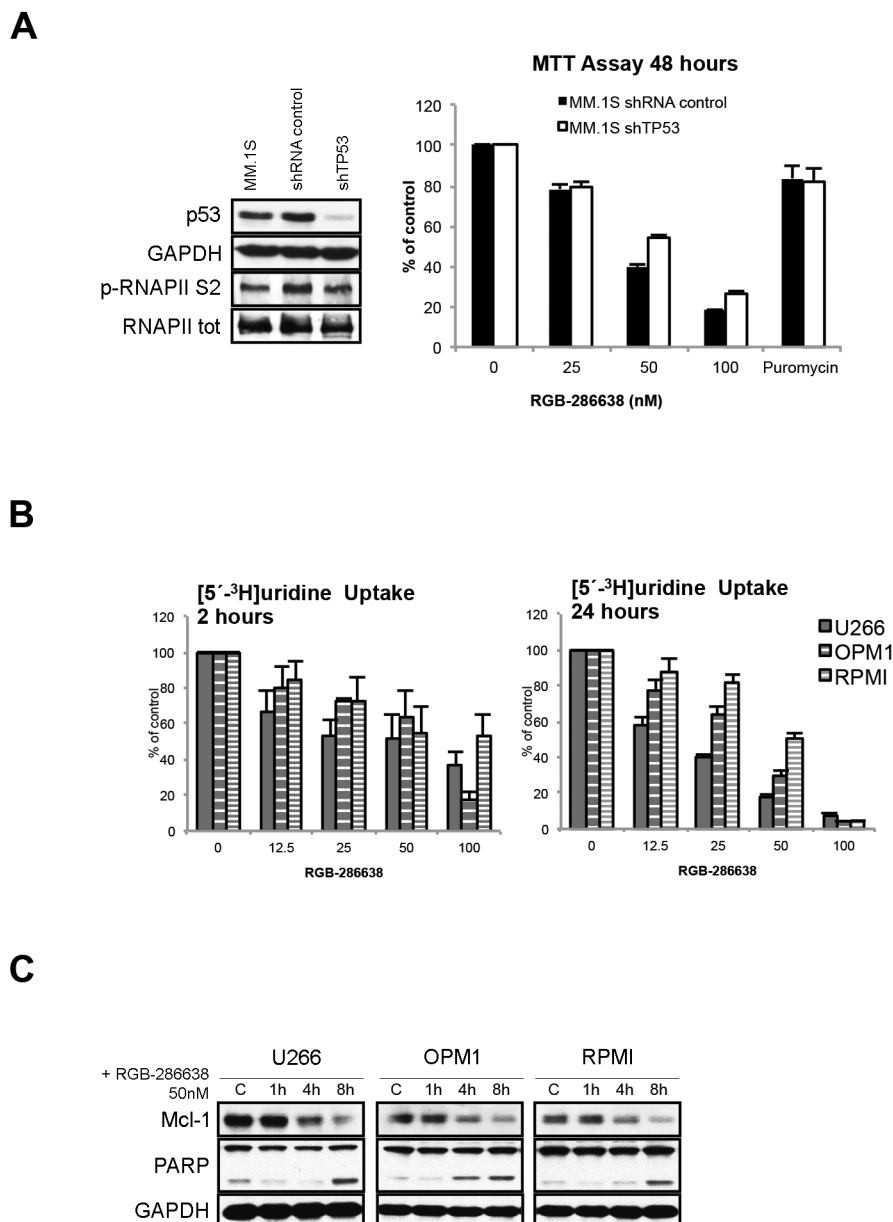 A
MTT Assay 48 hours
MM.1S shRNA control
MM.1S shTP53
MM.1S
shRNA control
shTP53
p53
GAPDH
p-RNAPII S2
RNAPII tot
% of control
120
100
80
60
40
20
0
0 25 50 100 Puromycin
RGB-286638 (nM)
B
[5´-³H]uridine Uptake
2 hours
% of control
120
100
80
60
40
20
0
0 12.5 25 50 100
RGB-286638
[5´-³H]uridine Uptake
24 hours
% of control
120
100
80
60
40
20
0
0 12.5 25 50 100
RGB-286638
U266
OPM1
RPMI
C
U266 OPM1 RPMI
+ RGB-286638
50nM
C 1h 4h 8h C 1h 4h 8h C 1h 4h 8h
Mcl-1
PARP
GAPDH